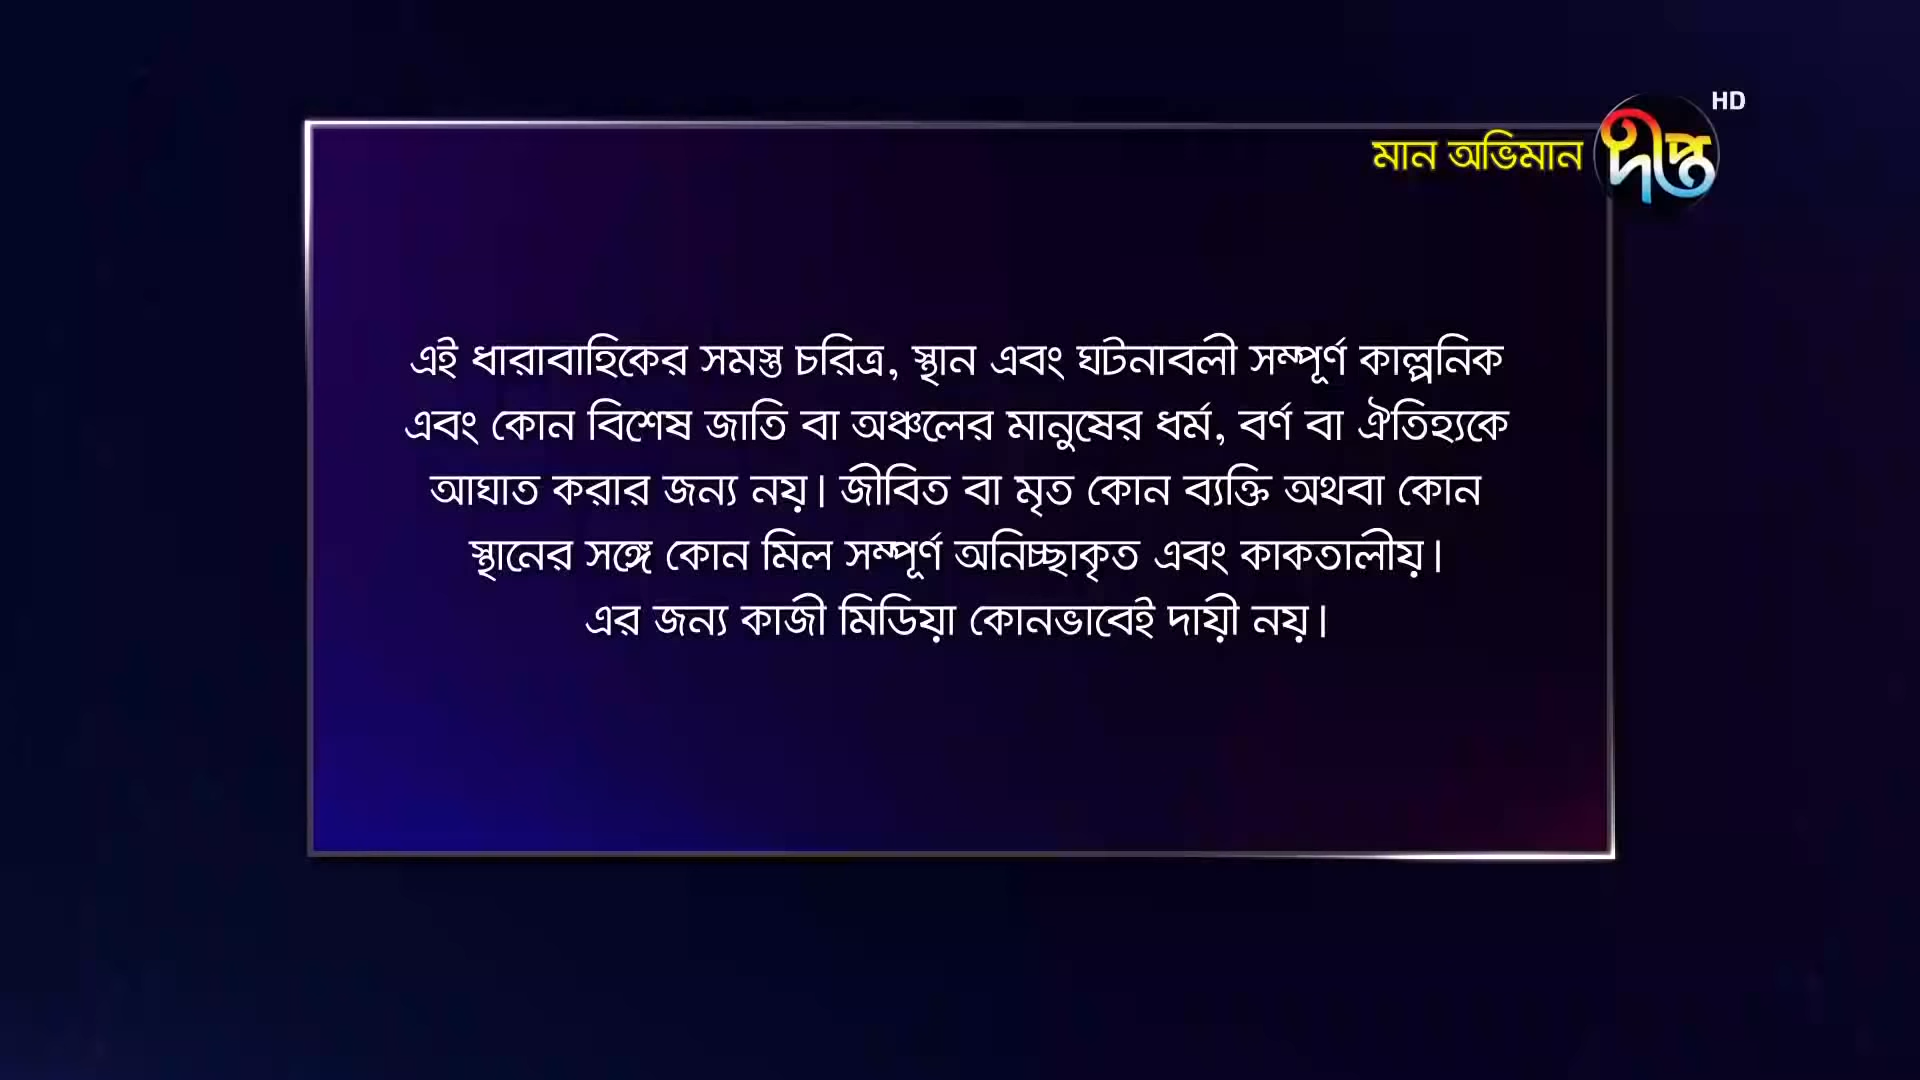 HD
মান অভিমান
দীপ্ত
এই ধারাবাহিকের সমস্ত চরিত্র, স্থান এবং ঘটনাবলী সম্পূর্ণ কাল্পনিক
এবং কোন বিশেষ জাতি বা অঞ্চলের মানুষের ধর্ম, বর্ণ বা ঐতিহ্যকে
আঘাত করার জন্য নয়। জীবিত বা মৃত কোন ব্যক্তি অথবা কোন
স্থানের সঙ্গে কোন মিল সম্পূর্ণ অনিচ্ছাকৃত এবং কাকতালীয়।
এর জন্য কাজী মিডিয়া কোনভাবেই দায়ী নয়।